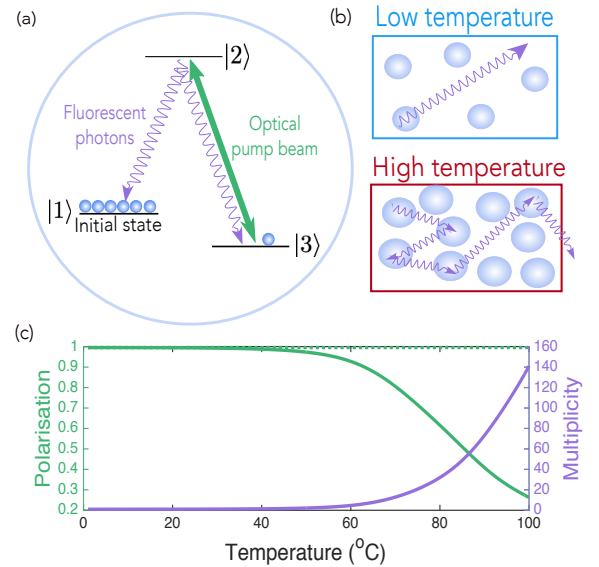 (a)
|2⟩
Fluorescent
photons
Optical
pump beam
|1⟩
Initial state
|3⟩
(b)
Low temperature
High temperature
(c)
Polarisation
1
0.9
0.8
0.7
0.6
0.5
0.4
0.3
0.2
160
140
120
100
80
60
40
20
0
Multiplicity
0 20 40 60 80 100
Temperature (°C)